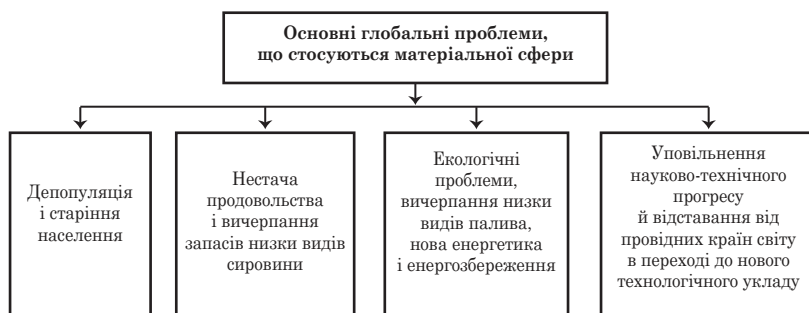 Основні глобальні проблеми,
що стосуються матеріальної сфери
Депопуляція
і старіння
населення
Нестача
продовольства
і вичерпання
запасів низки видів
сировини
Екологічні
проблеми,
вичерпання низки
видів палива,
нова енергетика
і енергозбереження
Уповільнення
науково-технічного
прогресу
й відставання від
провідних країн світу
в переході до нового
технологічного укладу